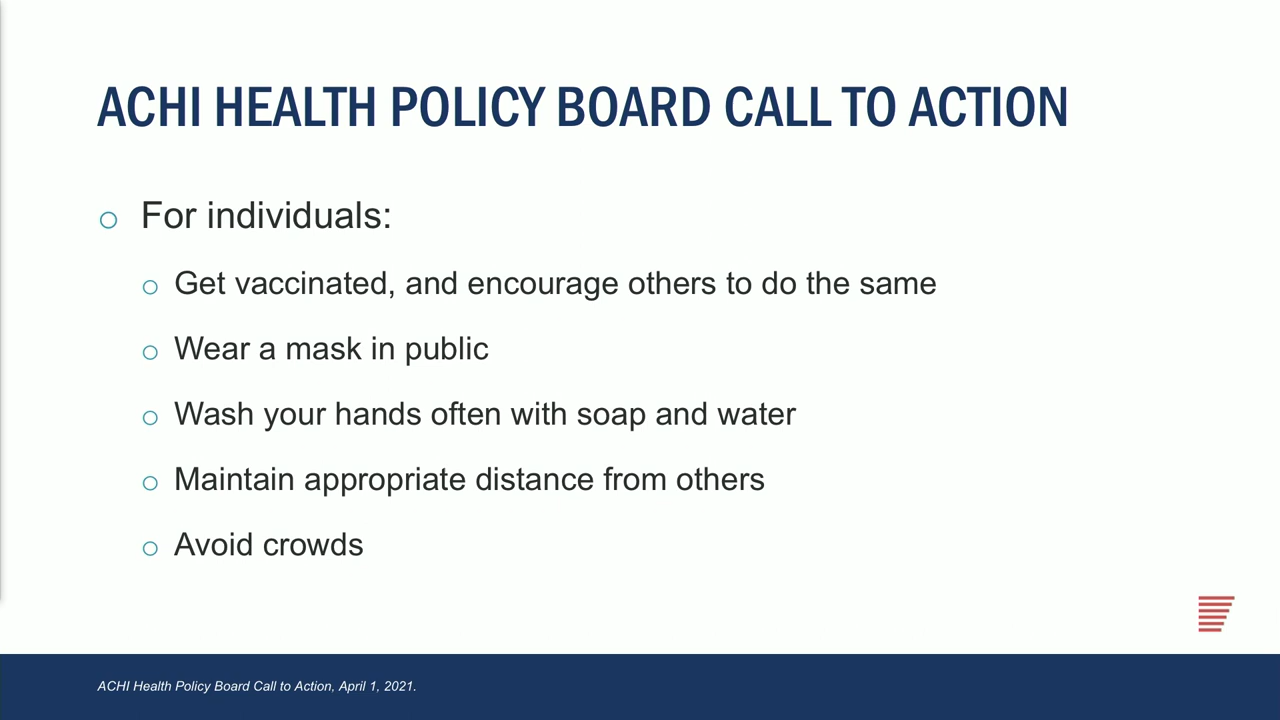 ACHI HEALTH POLICY BOARD CALL TO ACTION
For individuals:
Get vaccinated, and encourage others to do the same
Wear a mask in public
Wash your hands often with soap and water
Maintain appropriate distance from others
Avoid crowds
ACHI Health Policy Board Call to Action, April 1, 2021.